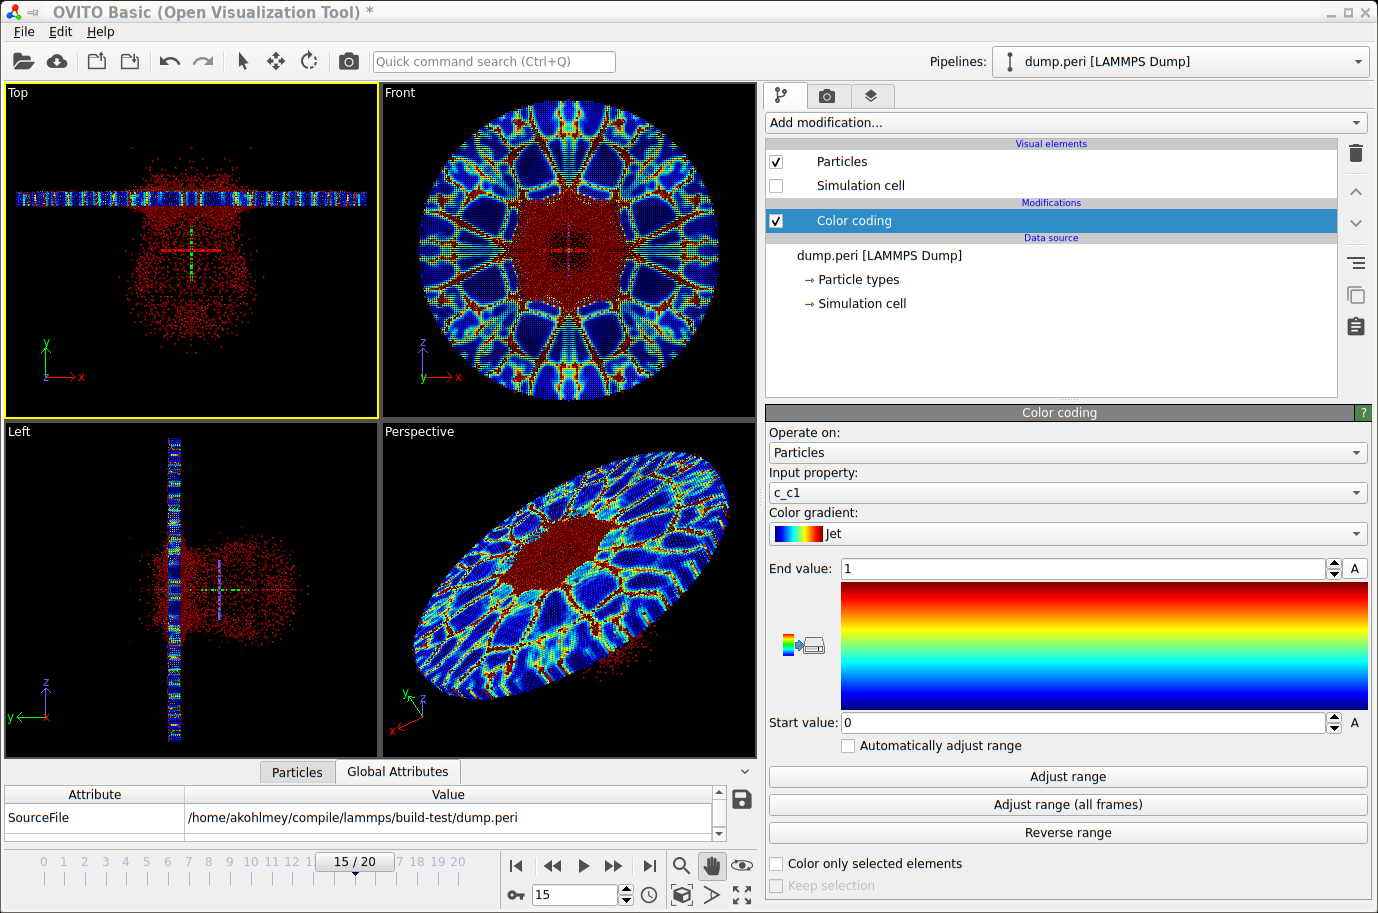 OVITO Basic (Open Visualization Tool) *
File Edit Help
Quick command search (Ctrl+Q)
Pipelines: dump.peri [LAMMPS Dump]
Top
y
z x
Front
z
y x
Left
z
y x
Perspective
y z
x
Particles Global Attributes
Attribute Value
SourceFile /home/akohlmey/compile/lammps/build-test/dump.peri
0 1 2 3 4 5 6 7 8 9 10 11 12 15 / 20 7 18 19 20
15
Add modification...
Visual elements
Particles
Simulation cell
Modifications
Color coding
Data source
dump.peri [LAMMPS Dump]
→ Particle types
→ Simulation cell
Color coding ?
Operate on:
Particles
Input property:
c_c1
Color gradient:
Jet
End value: 1 A
Start value: 0 A
Automatically adjust range
Adjust range
Adjust range (all frames)
Reverse range
Color only selected elements
Keep selection